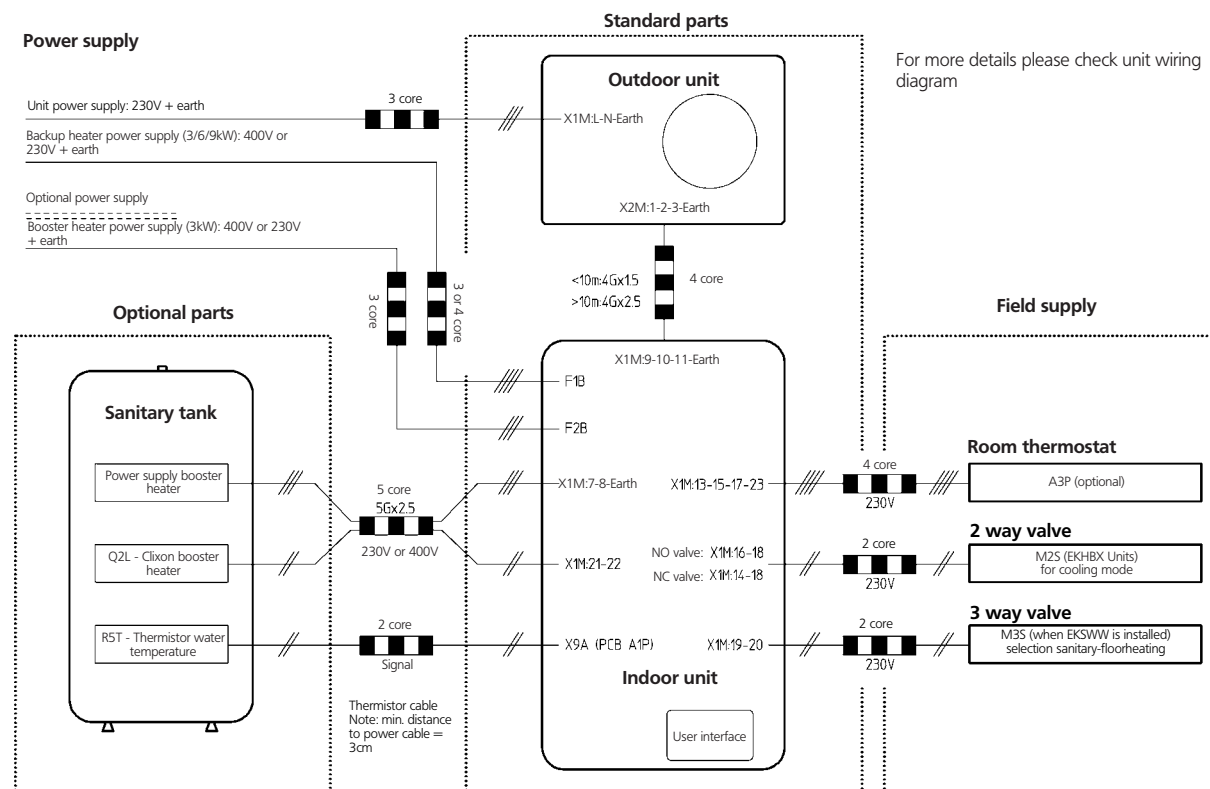 Standard parts
Power supply
For more details please check unit wiring
diagram
Outdoor unit
3 core
Unit power supply: 230V + earth
X1M:L-N-Earth
Backup heater power supply (3/6/9kW): 400V or
230V + earth
Optional power supply
X2M:1-2-3-Earth
Booster heater power supply (3kW): 400V or 230V
+ earth
<10m:4Gx1.5
>10m:4Gx2.5
4 core
3 core
3 or 4 core
Optional parts
Field supply
X1M:9-10-11-Earth
F1B
Sanitary tank
F2B
Room thermostat
Power supply booster
heater
5 core
5Gx2.5
230V or 400V
X1M:7-8-Earth
X1M:13-15-17-23
4 core
230V
A3P (optional)
2 way valve
Q2L - Clixon booster
heater
X1M:21-22
NO valve: X1M:16-18
NC valve: X1M:14-18
2 core
230V
M2S (EKHBX Units)
for cooling mode
3 way valve
R5T - Thermistor water
temperature
2 core
Signal
X9A (PCB A1P)
X1M:19-20
2 core
230V
M3S (when EKSWW is installed)
selection sanitary-floorheating
Indoor unit
Thermistor cable
Note: min. distance
to power cable =
3cm
User interface